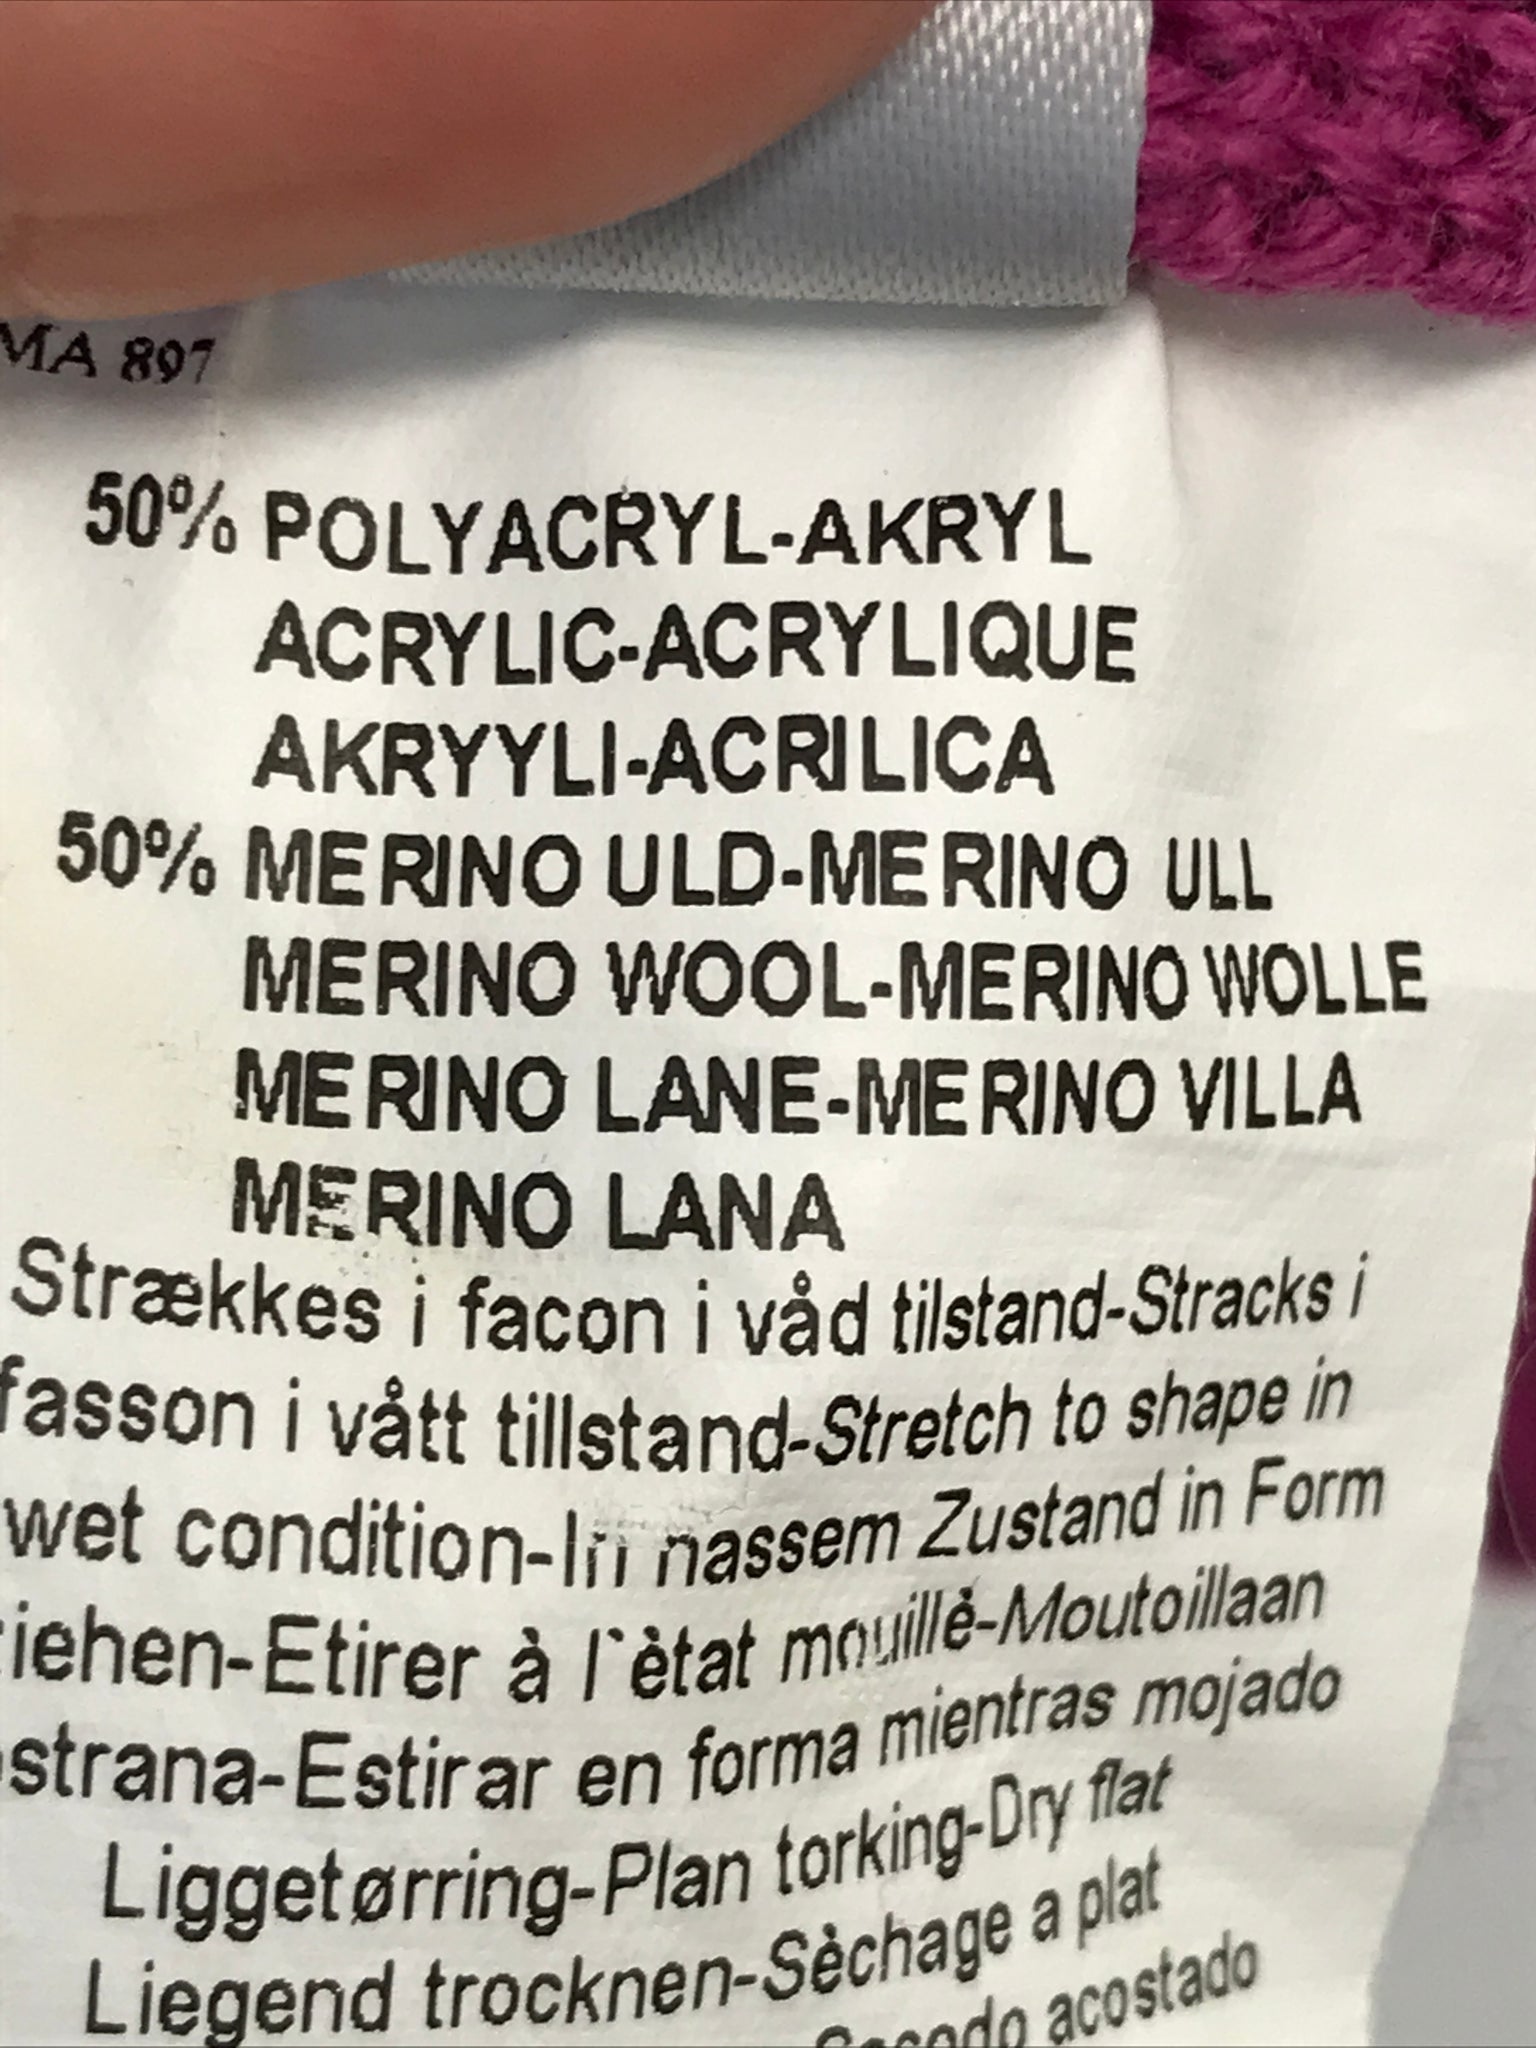 MA 897
50% POLYACRYL-AKRYL
ACRYLIC-ACRYLIQUE
AKRYYLI-ACRILICA
50% MERINO ULD-MERINO ULL
MERINO WOOL-MERINO WOLLE
MERINO LANE-MERINO VILLA
MERINO LANA
Strækkes i facon i våd tilstand-Stracks i
fasson i vått tillstand-Stretch to shape in
wet condition-In nassem Zustand in Form
iehen-Etirer à l`ètat mouillè-Moutoillaan
strana-Estirar en forma mientras mojado
Liggetørring-Plan torking-Dry flat
Liegend trocknen-Sèchage a plat
acostado